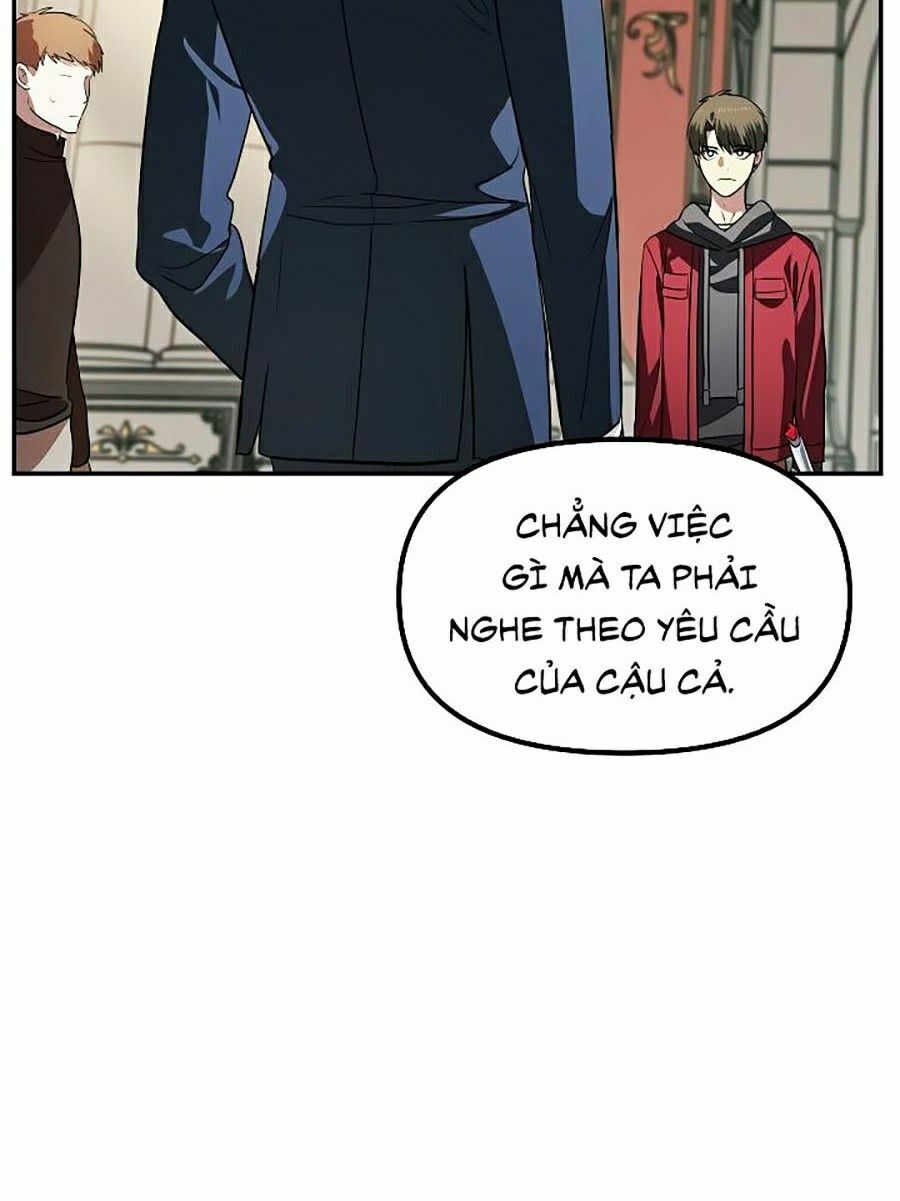 CHẲNG VIỆC
GÌ MÀ TA PHẢI
NGHE THEO YÊU CẦU
CỦA CẬU CẢ.